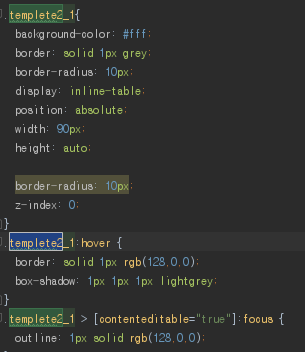 .templete2_1{
background-color: #fff;
border: solid 1px grey;
border-radius: 10px;
display: inline-table;
position: absolute;
width: 90px;
height: auto;
border-radius: 10px;
z-index: 0;
}
.templete2_1:hover {
border: solid 1px rgb(128,0,0);
box-shadow: 1px 1px 1px lightgrey;
}
.templete2_1 > [contenteditable="true"]:focus {
outline: 1px solid rgb(128,0,0);